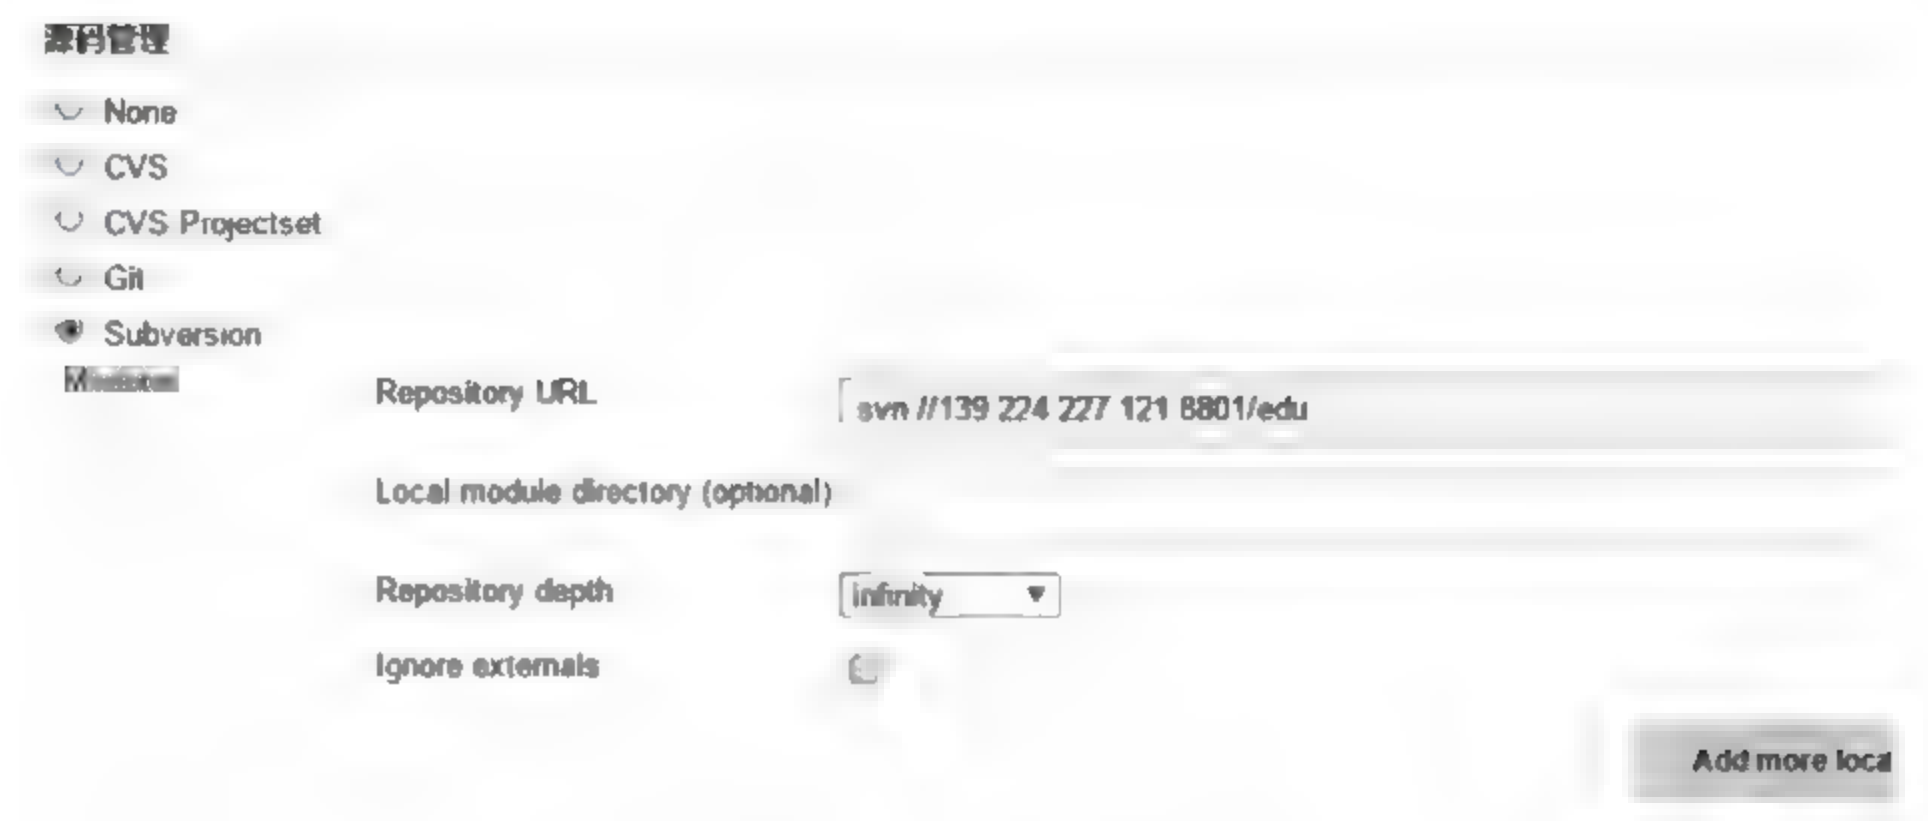 源码管理
None
CVS
CVS Projectset
Git
Subversion
Repository URL
svn //139 224 227 121 8801/edu
Local module directory (optional)
Repository depth
infinity
Ignore externals
Add more loca